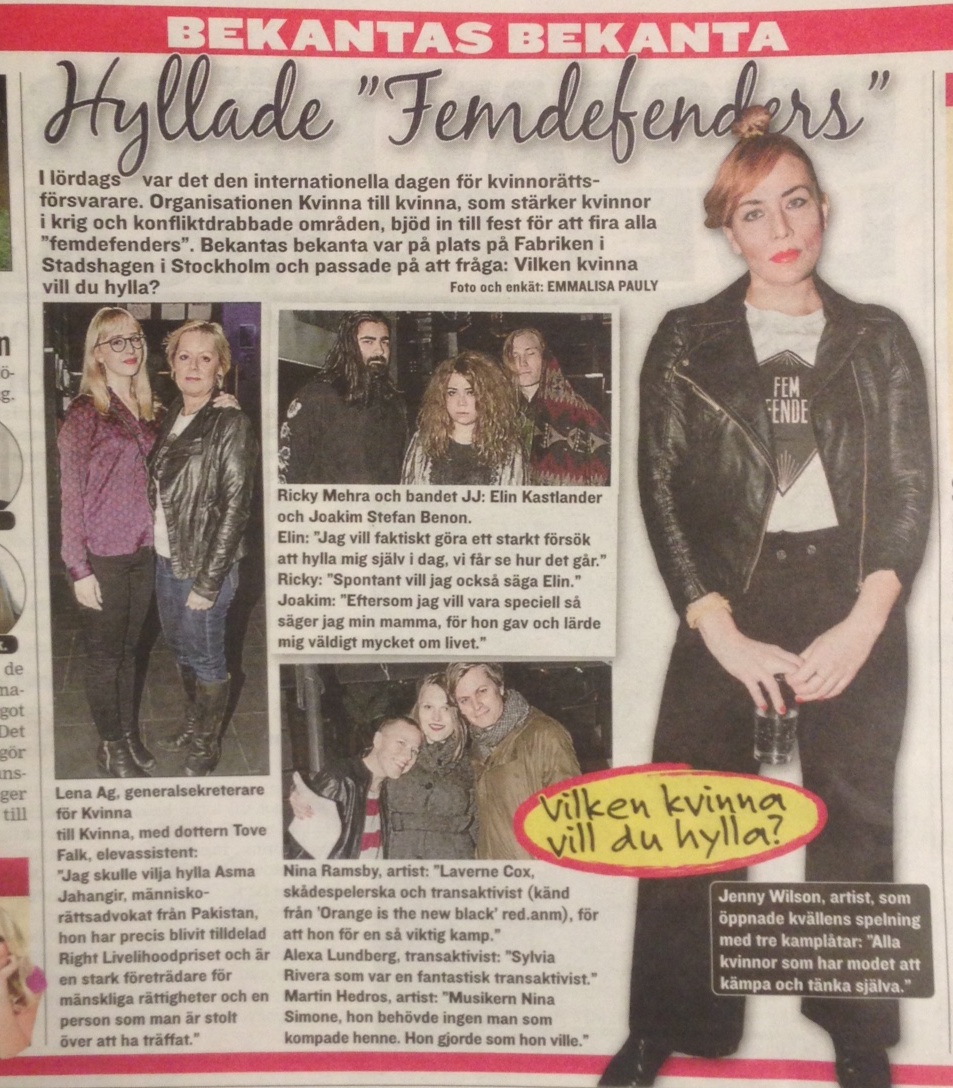 BEKANTAS BEKANTA
Hyllade "Femdefenders"
I lördags var det den internationella dagen för kvinnorätts-
försvarare. Organisationen Kvinna till kvinna, som stärker kvinnor
i krig och konfliktdrabbade områden, bjöd in till fest för att fira alla
"femdefenders". Bekantas bekanta var på plats på Fabriken i
Stadshagen i Stockholm och passade på att fråga: Vilken kvinna
vill du hylla?
Foto och enkät: EMMALISA PAULY
Lena Ag, generalsekreterare
för Kvinna
till Kvinna, med dottern Tove
Falk, elevassistent:
"Jag skulle vilja hylla Asma
Jahangir, människo-
rättsadvokat från Pakistan,
hon har precis blivit tilldelad
Right Livelihoodpriset och är
en stark företrädare för
mänskliga rättigheter och en
person som man är stolt
över att ha träffat."
Ricky Mehra och bandet JJ: Elin Kastlander
och Joakim Stefan Benon.
Elin: "Jag vill faktiskt göra ett starkt försök
att hylla mig själv i dag, vi får se hur det går."
Ricky: "Spontant vill jag också säga Elin."
Joakim: "Eftersom jag vill vara speciell så
säger jag min mamma, för hon gav och lärde
mig väldigt mycket om livet."
Nina Ramsby, artist: "Laverne Cox,
skådespelerska och transaktivist (känd
från 'Orange is the new black' red.anm), för
att hon för en så viktig kamp."
Alexa Lundberg, transaktivist: "Sylvia
Rivera som var en fantastisk transaktivist."
Martin Hedros, artist: "Musikern Nina
Simone, hon behövde ingen man som
kompade henne. Hon gjorde som hon ville."
FEM
FENDE
Vilken kvinna
vill du hylla?
Jenny Wilson, artist, som
öppnade kvällens spelning
med tre kamplåtar: "Alla
kvinnor som har modet att
kämpa och tänka själva."
n
ö-
g.
k.
de
na-
got
Det
gör
ns-
ger
till